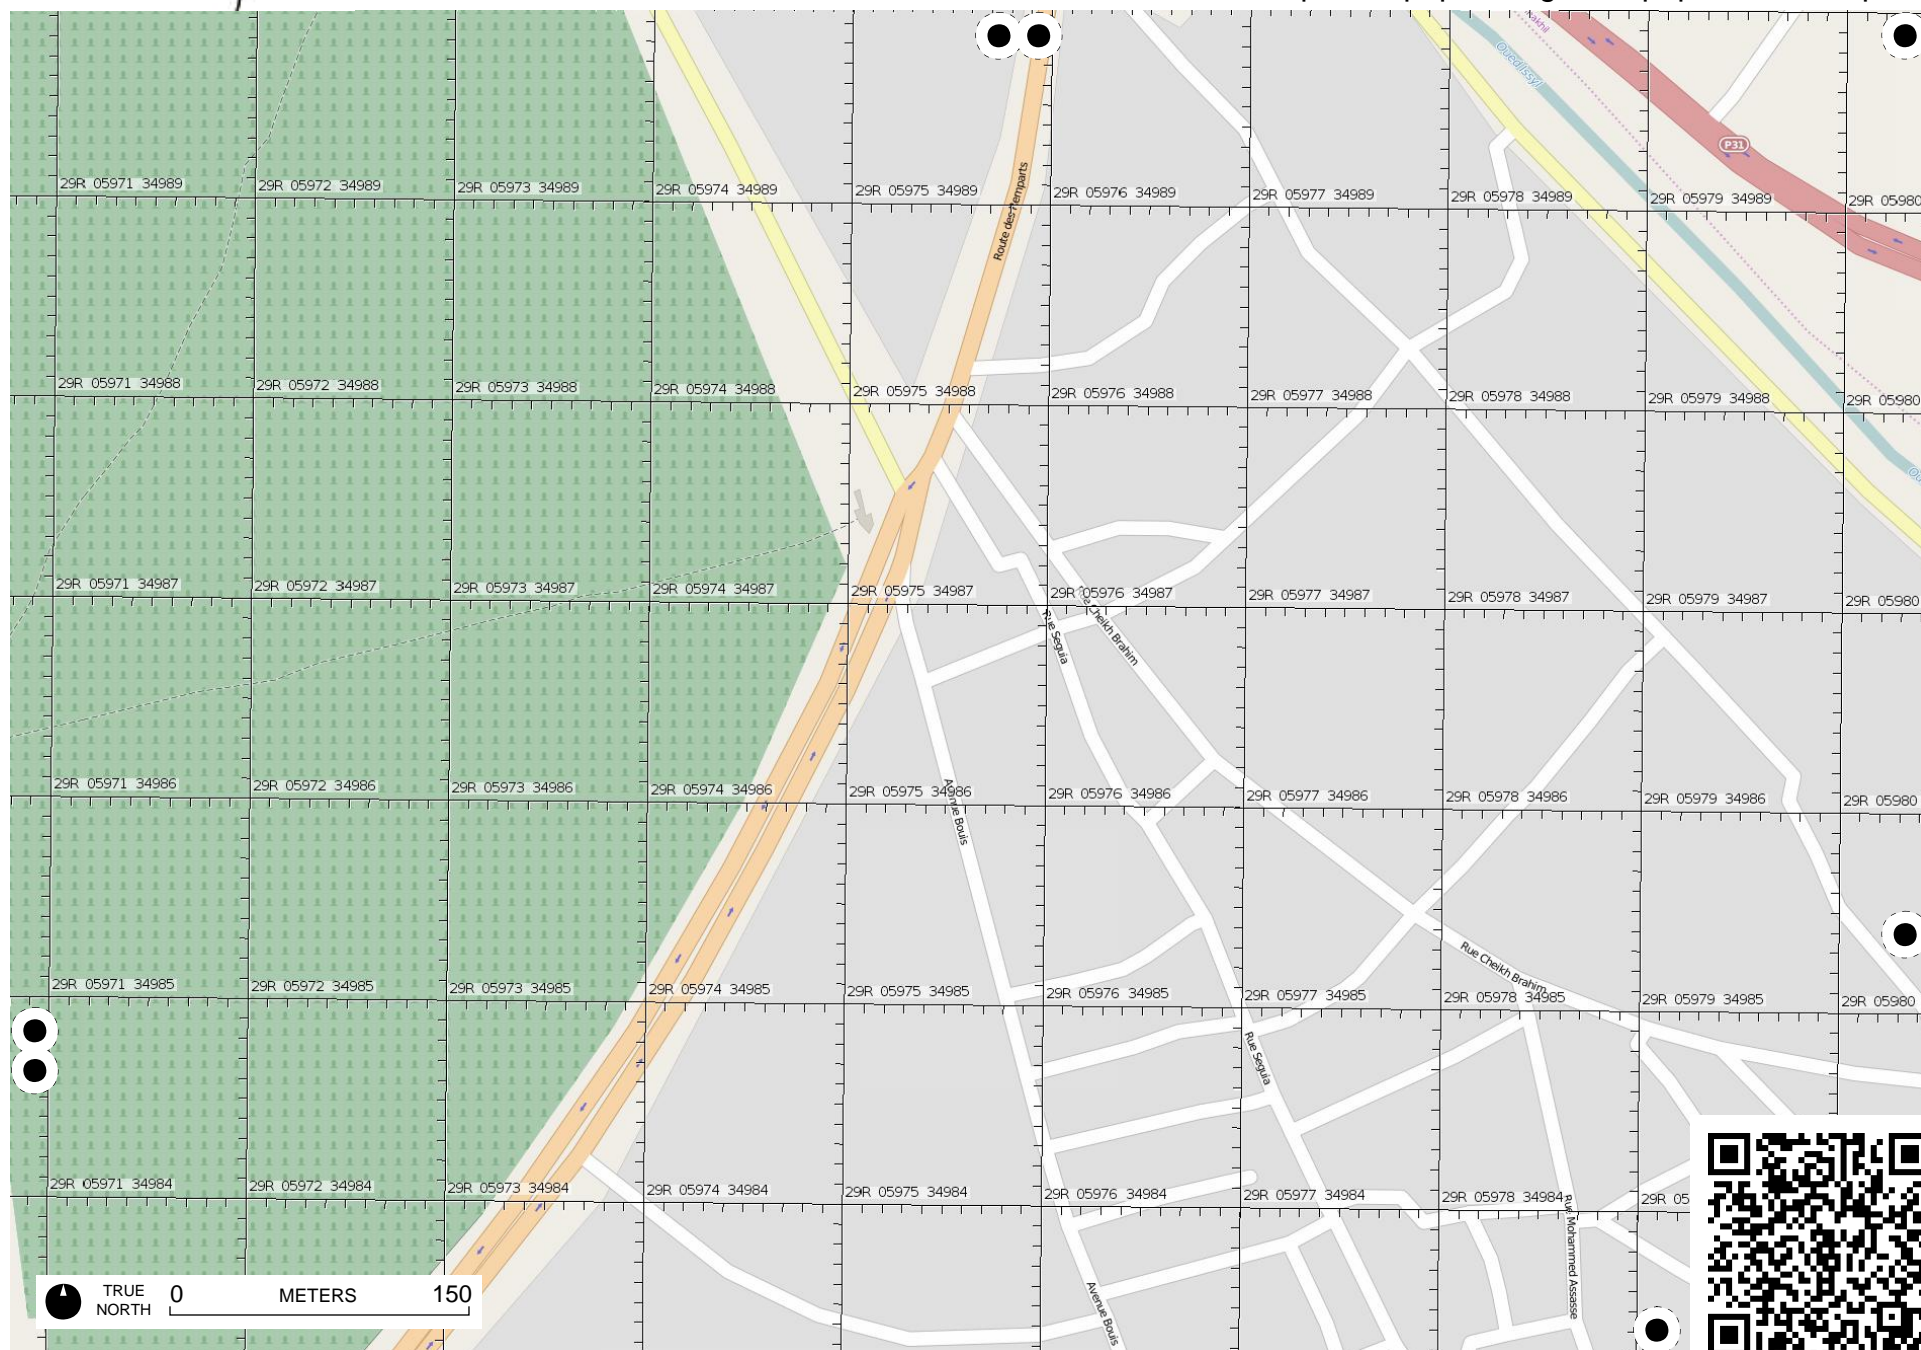 akhil
Oued Issyl
P31
29R 05971 34989
29R 05972 34989
29R 05973 34989
29R 05974 34989
29R 05975 34989
29R 05976 34989
29R 05977 34989
29R 05978 34989
29R 05979 34989
29R 05980
Route des Remparts
29R 05971 34988
29R 05972 34988
29R 05973 34988
29R 05974 34988
29R 05975 34988
29R 05976 34988
29R 05977 34988
29R 05978 34988
29R 05979 34988
29R 05980
Ou
29R 05971 34987
29R 05972 34987
29R 05973 34987
29R 05974 34987
29R 05975 34987
29R 05976 34987
29R 05977 34987
29R 05978 34987
29R 05979 34987
29R 05980
Rue Seguia
Rue Cheikh Brahim
29R 05971 34986
29R 05972 34986
29R 05973 34986
29R 05974 34986
29R 05975 34986
29R 05976 34986
29R 05977 34986
29R 05978 34986
29R 05979 34986
29R 05980
Avenue Bouis
Rue Cheikh Brahim
29R 05971 34985
29R 05972 34985
29R 05973 34985
29R 05974 34985
29R 05975 34985
29R 05976 34985
29R 05977 34985
29R 05978 34985
29R 05979 34985
29R 05980
Rue Seguia
29R 05971 34984
29R 05972 34984
29R 05973 34984
29R 05974 34984
29R 05975 34984
29R 05976 34984
29R 05977 34984
29R 05978 34984
29R 05
Rue Mohammed Assasse
Avenue Bouis
TRUE NORTH
0 METERS 150